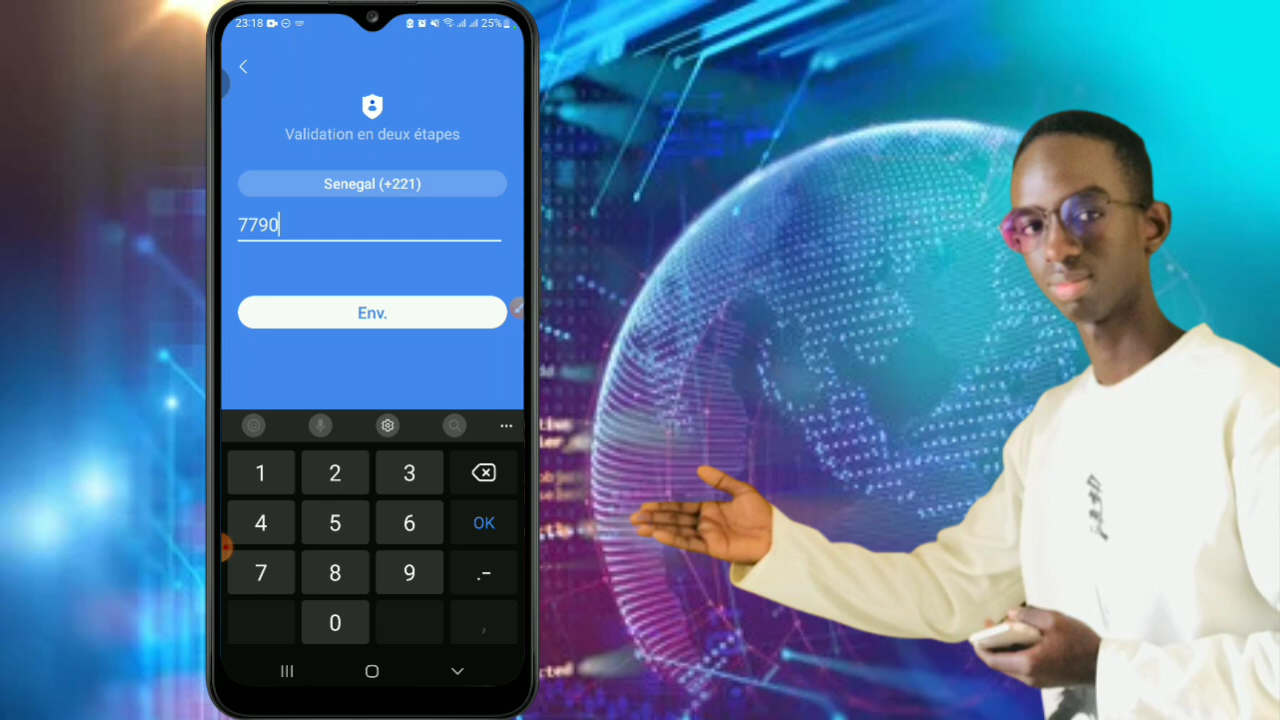 23:18 25%
Validation en deux étapes
Senegal (+221)
7790
Env.
1 2 3
4 5 6 OK
7 8 9 .-
0 ,
cted